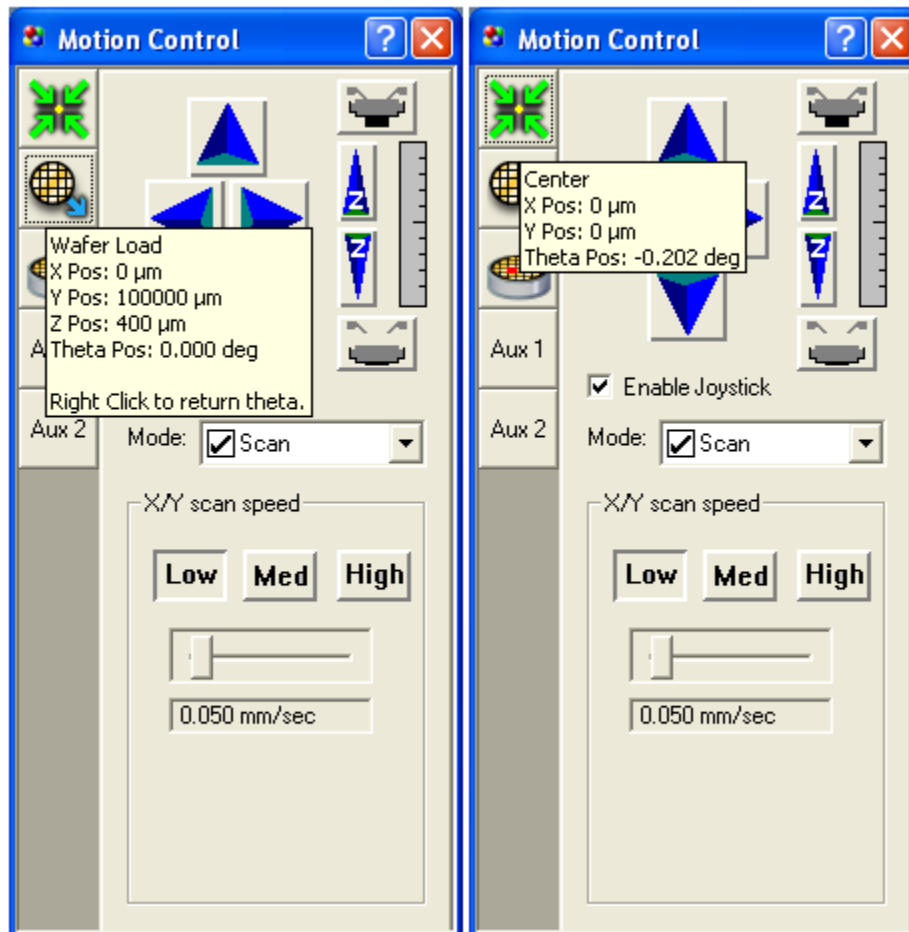 Motion Control
Wafer Load
X Pos: 0 µm
Y Pos: 100000 µm
Z Pos: 400 µm
Theta Pos: 0.000 deg
Right Click to return theta.
Z
Z
A
Aux 2
Mode:
Scan
X/Y scan speed
Low
Med
High
0.050 mm/sec
Motion Control
Center
X Pos: 0 µm
Y Pos: 0 µm
Theta Pos: -0.202 deg
Z
Z
Aux 1
Enable Joystick
Aux 2
Mode:
Scan
X/Y scan speed
Low
Med
High
0.050 mm/sec